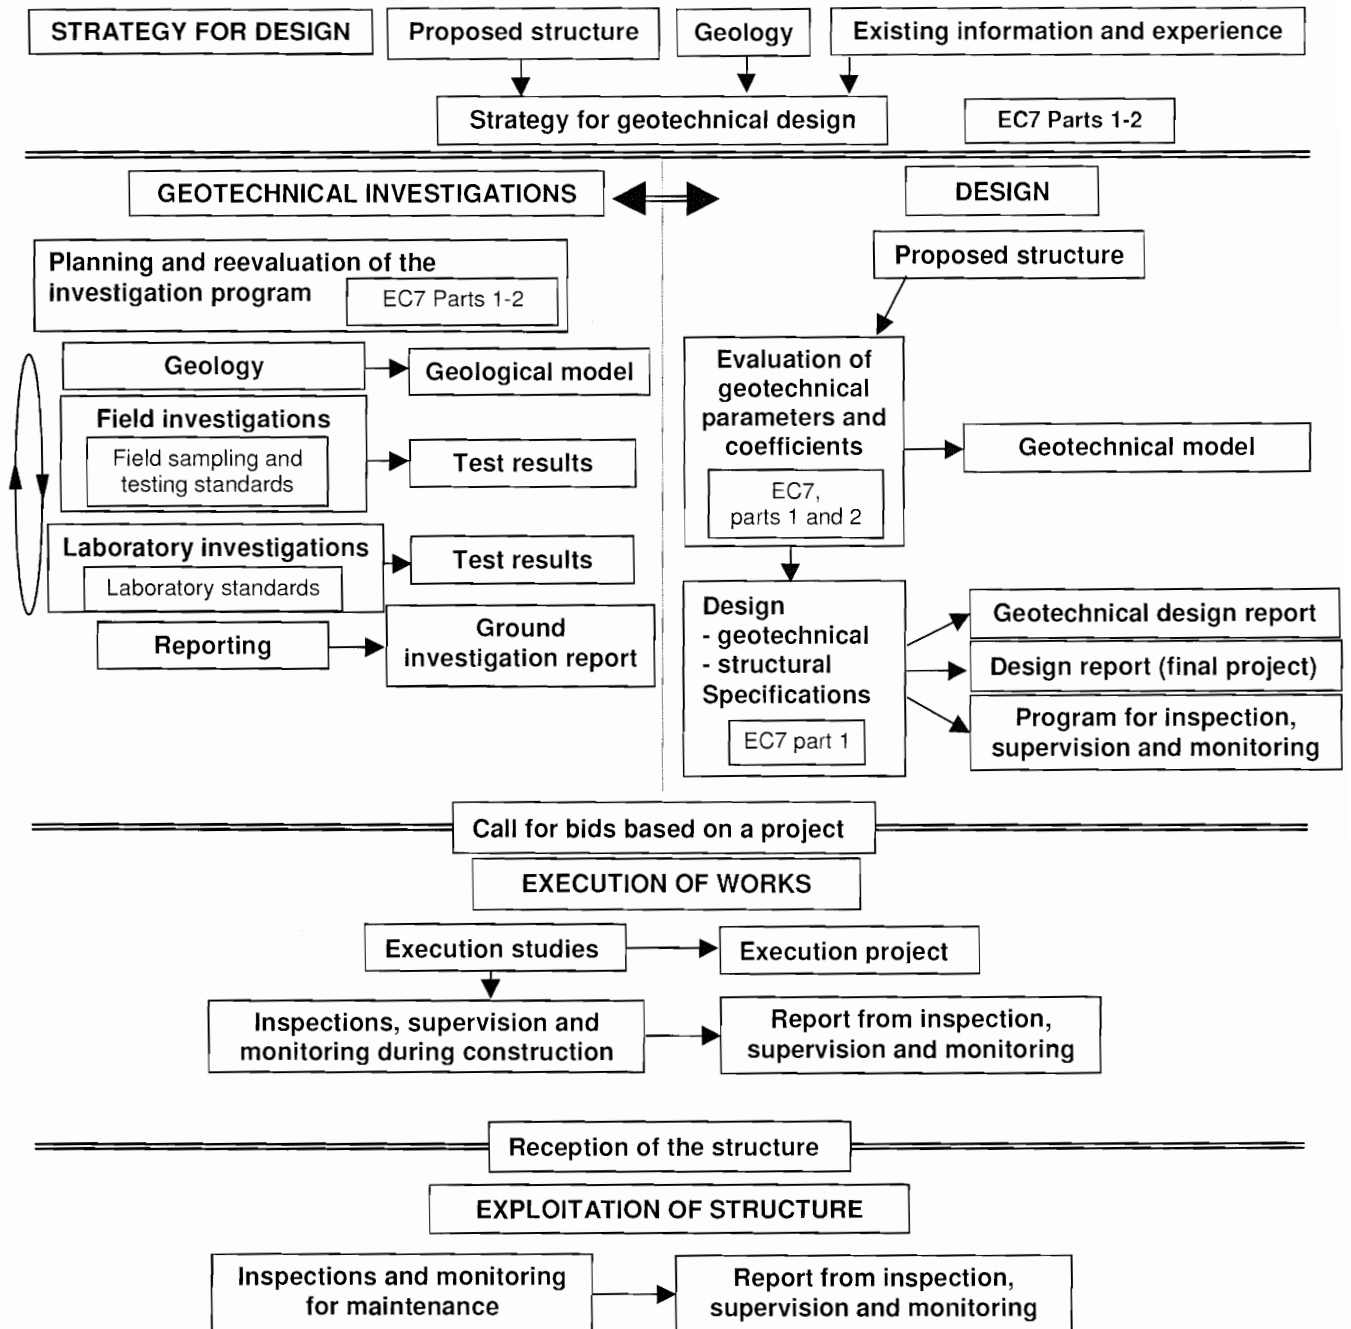 STRATEGY FOR DESIGN
Proposed structure
Geology
Existing information and experience
Strategy for geotechnical design
EC7 Parts 1-2
GEOTECHNICAL INVESTIGATIONS
DESIGN
Planning and reevaluation of the
investigation program
EC7 Parts 1-2
Geology
Geological model
Field investigations
Field sampling and
testing standards
Test results
Laboratory investigations
Laboratory standards
Test results
Reporting
Ground
investigation report
Proposed structure
Evaluation of
geotechnical
parameters and
coefficients
EC7,
parts 1 and 2
Geotechnical model
Design
- geotechnical
- structural
Specifications
EC7 part 1
Geotechnical design report
Design report (final project)
Program for inspection,
supervision and monitoring
Call for bids based on a project
EXECUTION OF WORKS
Execution studies
Execution project
Inspections, supervision and
monitoring during construction
Report from inspection,
supervision and monitoring
Reception of the structure
EXPLOITATION OF STRUCTURE
Inspections and monitoring
for maintenance
Report from inspection,
supervision and monitoring